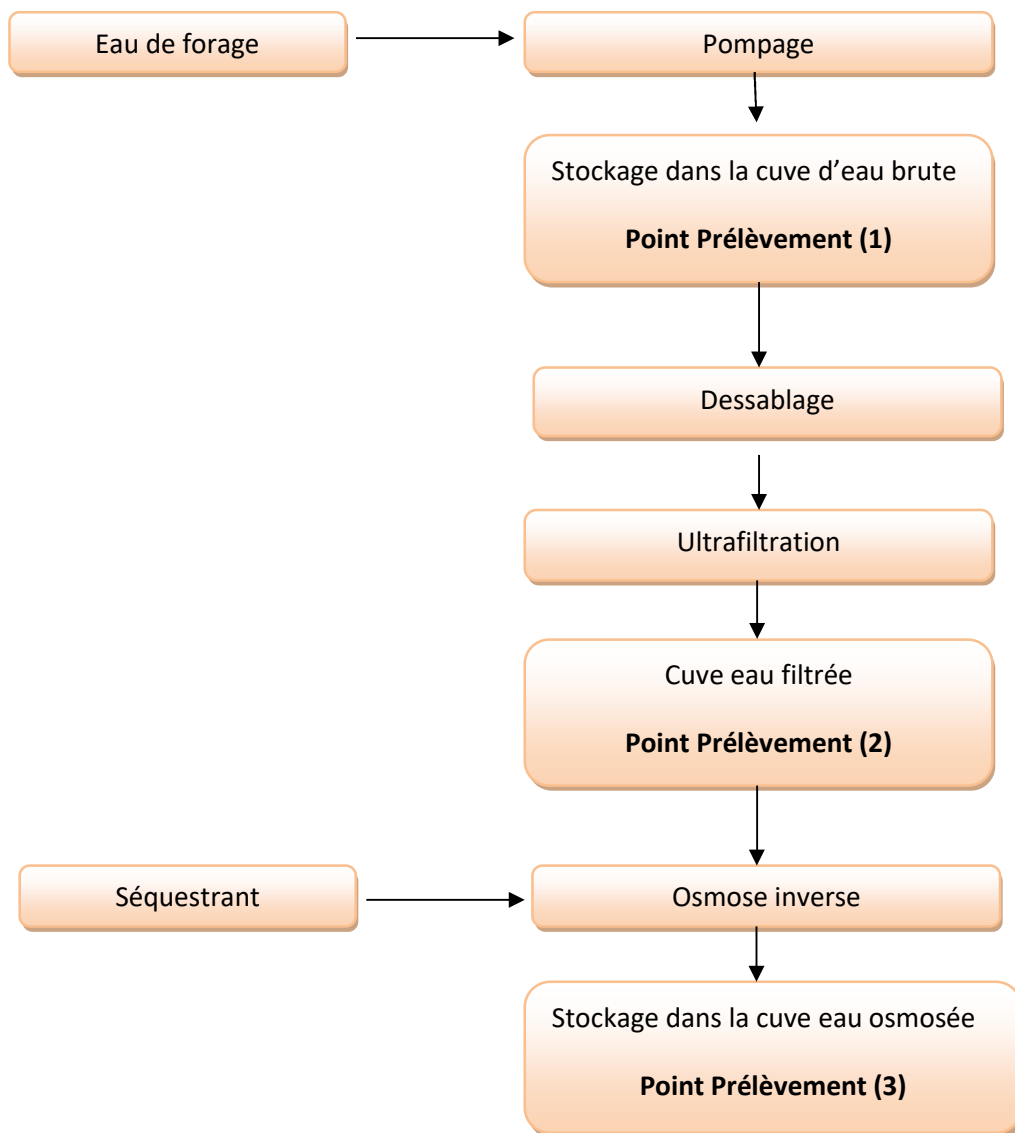 Eau de forage
Pompage
Stockage dans la cuve d’eau brute
Point Prélèvement (1)
Dessablage
Ultrafiltration
Cuve eau filtrée
Point Prélèvement (2)
Séquestrant
Osmose inverse
Stockage dans la cuve eau osmosée
Point Prélèvement (3)